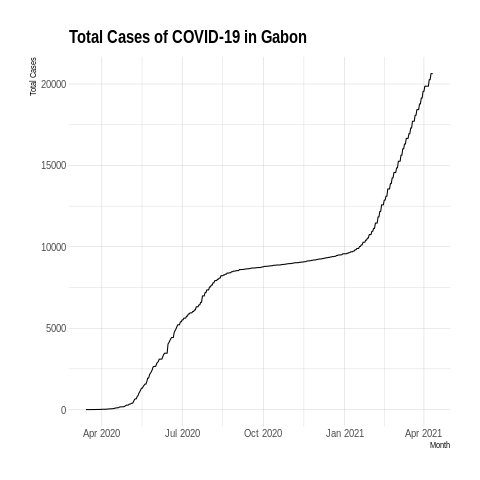 Total Cases of COVID-19 in Gabon
Total Cases
20000
15000
10000
5000
0
Apr 2020 Jul 2020 Oct 2020 Jan 2021 Apr 2021
Month